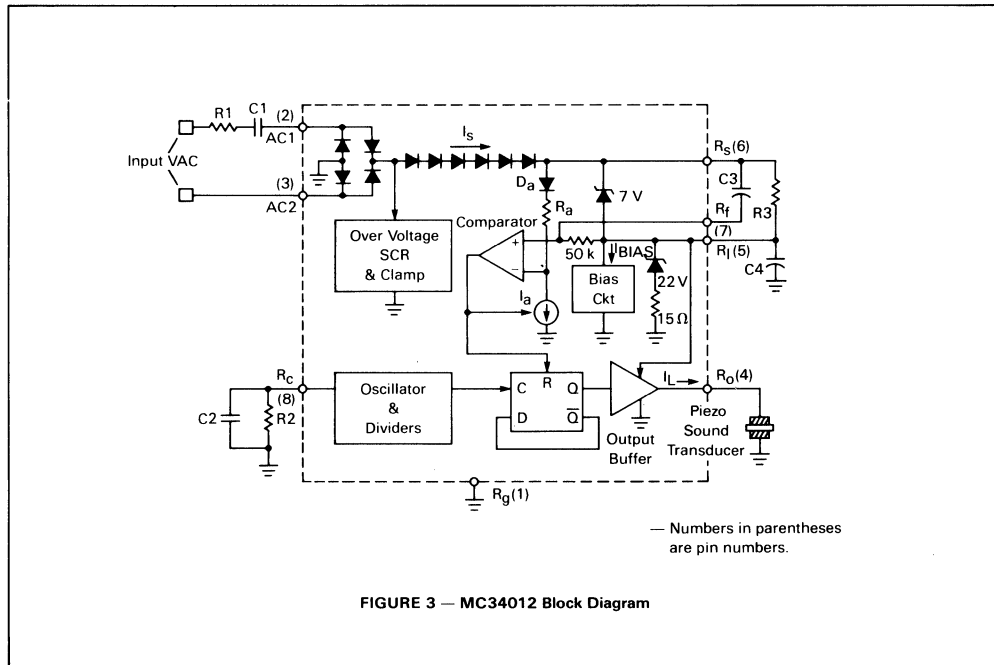 R1
C1
(2)
AC1
Input VAC
(3)
AC2
Is
Rs(6)
C3
Da
7 V
Ra
Rf
R3
Comparator
(7)
Over Voltage
SCR
& Clamp
+
−
50 k
IBIAS
Ri(5)
C4
Bias
Ckt
22 V
15 Ω
Ia
Rc
(8)
C2
R2
Oscillator
&
Dividers
R
C
Q
D
Q̅
IL
Ro(4)
Output
Buffer
Piezo
Sound
Transducer
Rg(1)
— Numbers in parentheses
are pin numbers.
FIGURE 3 — MC34012 Block Diagram